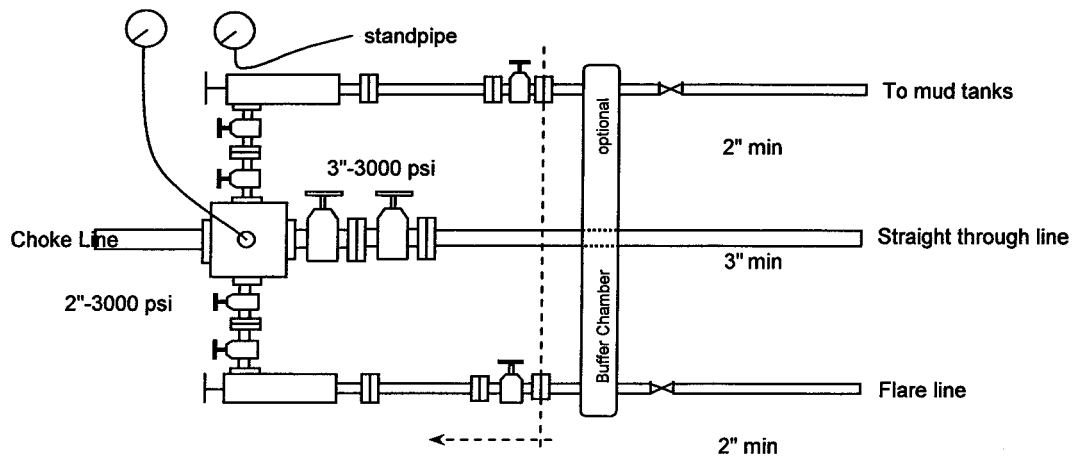 standpipe
To mud tanks
optional
2" min
3"-3000 psi
Choke Line
Straight through line
3" min
2"-3000 psi
Buffer Chamber
Flare line
2" min